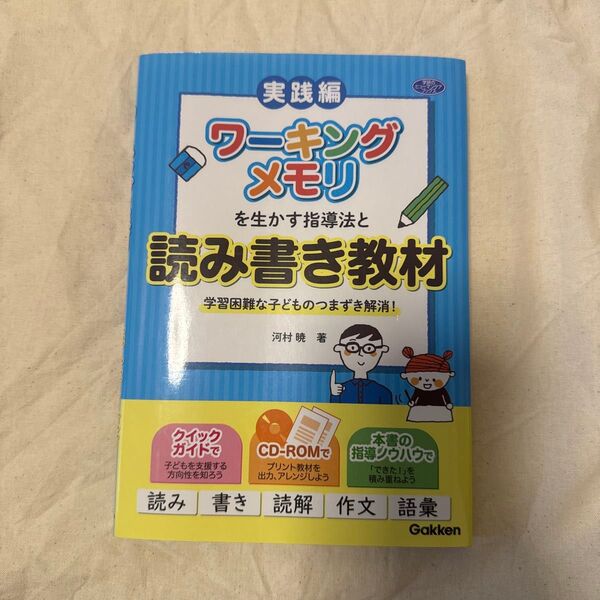 実践編
ワーキング
メモリ
を生かす指導法と
読み書き教材
学習困難な子どものつまずき解消!
河村 暁 著
クイック
ガイドで
子どもを支援する
方向性を知ろう
CD-ROMで
プリント教材を
出力、アレンジしよう
本書の
指導ノウハウで
「できた!」を
積み重ねよう
読み 書き 読解 作文 語彙
Gakken